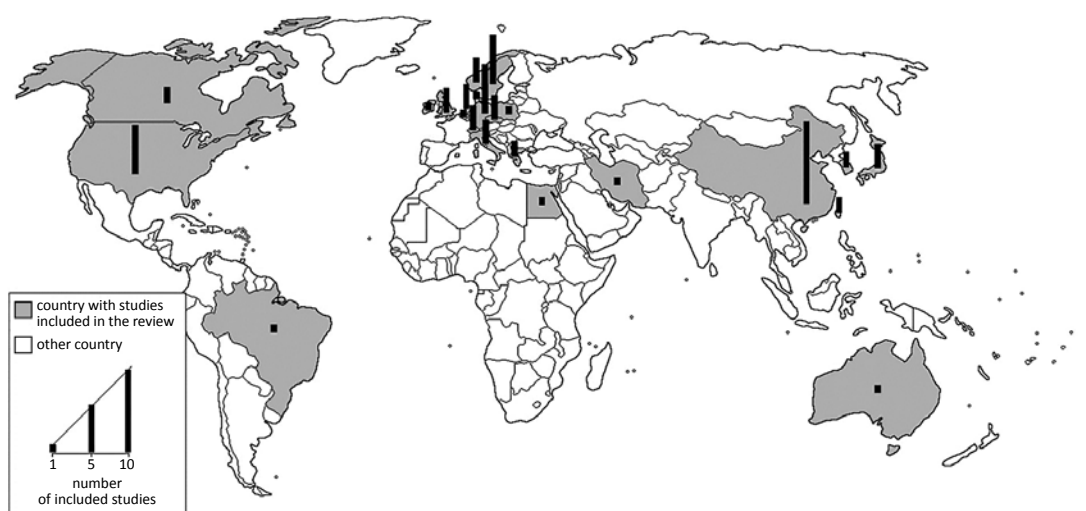 country with studies
included in the review
other country
1 5 10
number
of included studies